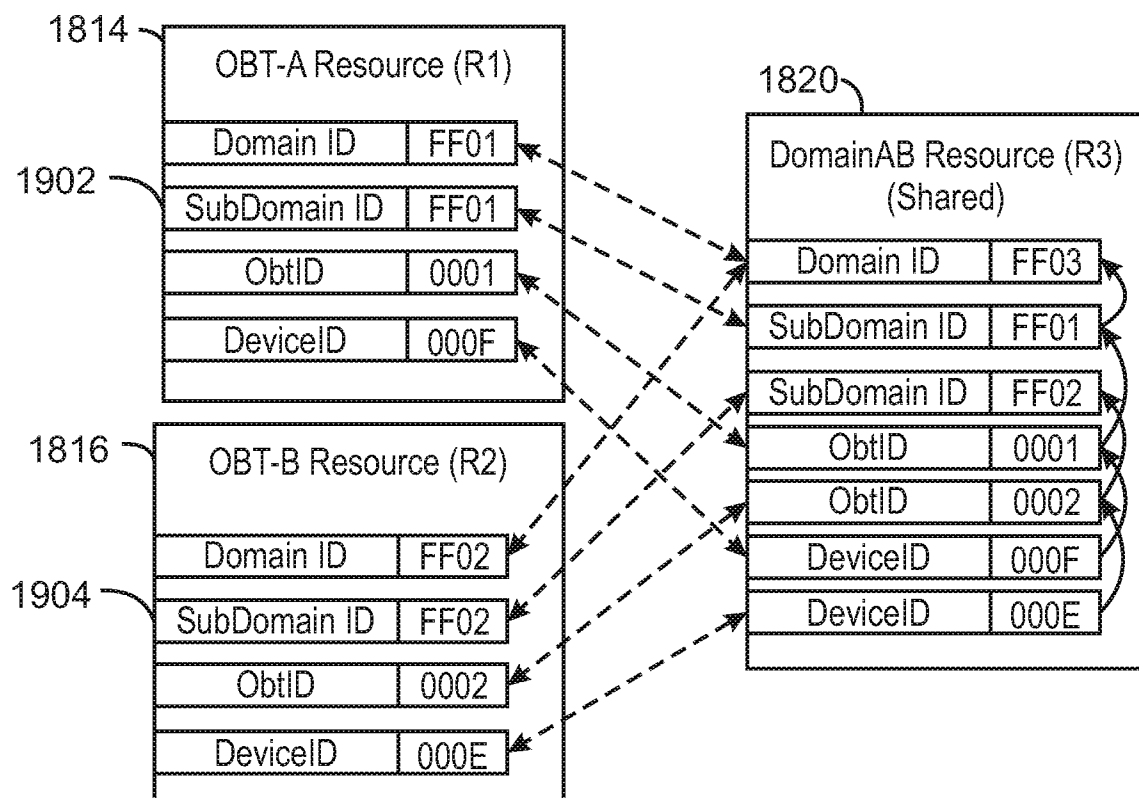 1814
OBT-A Resource (R1)
Domain ID FF01
1902
SubDomain ID FF01
ObtID 0001
DeviceID 000F
1816
OBT-B Resource (R2)
Domain ID FF02
1904
SubDomain ID FF02
ObtID 0002
DeviceID 000E
1820
DomainAB Resource (R3)
(Shared)
Domain ID FF03
SubDomain ID FF01
SubDomain ID FF02
ObtID 0001
ObtID 0002
DeviceID 000F
DeviceID 000E